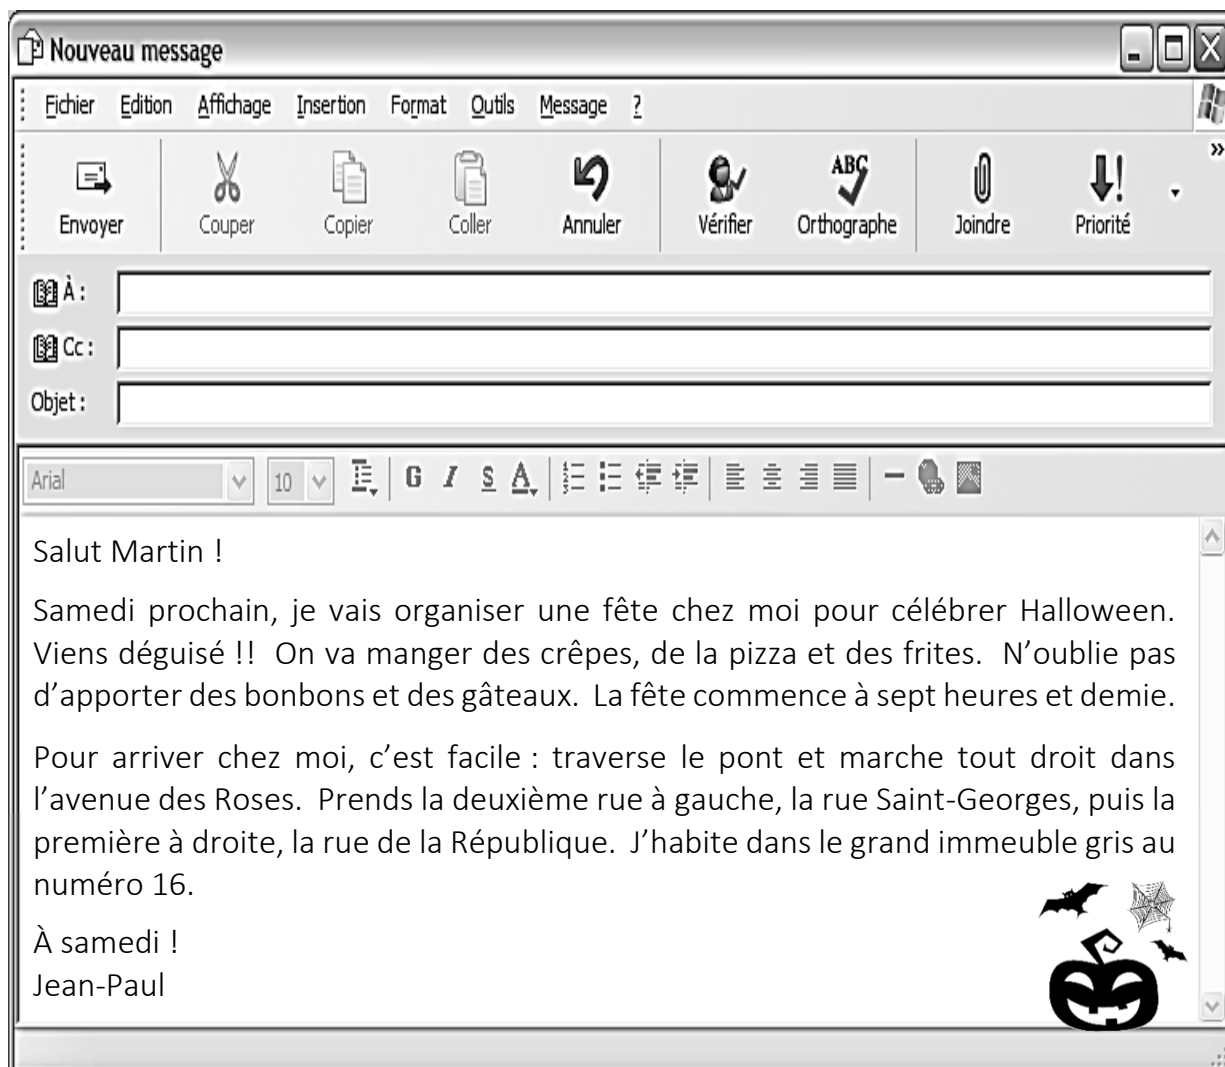 Nouveau message
Fichier Edition Affichage Insertion Format Outils Message ?
»
Envoyer Couper Copier Coller Annuler Vérifier ABC Orthographe Joindre Priorité
À :
Cc :
Objet :
Arial 10 G I S A
Salut Martin !
Samedi prochain, je vais organiser une fête chez moi pour célébrer Halloween.
Viens déguisé !! On va manger des crêpes, de la pizza et des frites. N’oublie pas
d’apporter des bonbons et des gâteaux. La fête commence à sept heures et demie.
Pour arriver chez moi, c’est facile : traverse le pont et marche tout droit dans
l’avenue des Roses. Prends la deuxième rue à gauche, la rue Saint-Georges, puis la
première à droite, la rue de la République. J’habite dans le grand immeuble gris au
numéro 16.
À samedi !
Jean-Paul